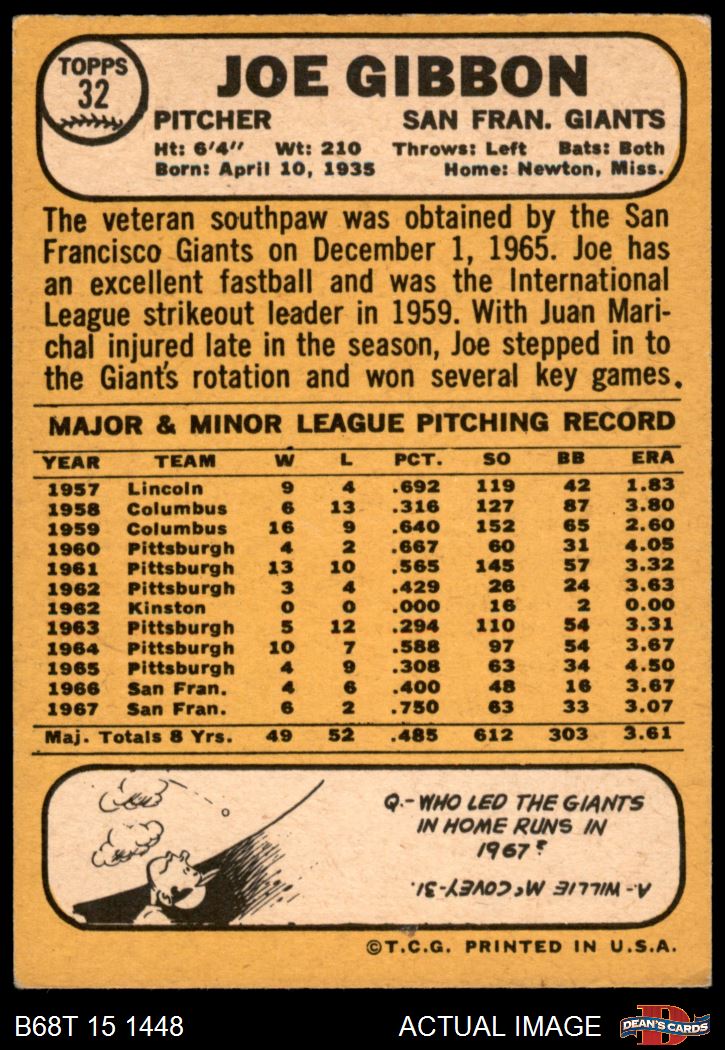 TOPPS
32
JOE GIBBON
PITCHER SAN FRAN. GIANTS
Ht: 6'4" Wt: 210 Throws: Left Bats: Both
Born: April 10, 1935 Home: Newton, Miss.
The veteran southpaw was obtained by the San
Francisco Giants on December 1, 1965. Joe has
an excellent fastball and was the International
League strikeout leader in 1959. With Juan Mari-
chal injured late in the season, Joe stepped in to
the Giant's rotation and won several key games.
MAJOR & MINOR LEAGUE PITCHING RECORD
YEAR TEAM W L PCT. SO BB ERA
1957 Lincoln 9 4 .692 119 42 1.83
1958 Columbus 6 13 .316 127 87 3.80
1959 Columbus 16 9 .640 152 65 2.60
1960 Pittsburgh 4 2 .667 60 31 4.05
1961 Pittsburgh 13 10 .565 145 57 3.32
1962 Pittsburgh 3 4 .429 26 24 3.63
1962 Kinston 0 0 .000 16 2 0.00
1963 Pittsburgh 5 12 .294 110 54 3.31
1964 Pittsburgh 10 7 .588 97 54 3.67
1965 Pittsburgh 4 9 .308 63 34 4.50
1966 San Fran. 4 6 .400 48 16 3.67
1967 San Fran. 6 2 .750 63 33 3.07
Maj. Totals 8 Yrs. 49 52 .485 612 303 3.61
Q.-WHO LED THE GIANTS
IN HOME RUNS IN
1967?
A.-WILLIE McCOVEY-31.
©T.C.G. PRINTED IN U.S.A.
B68T 15 1448 ACTUAL IMAGE
D
DEAN'S CARDS